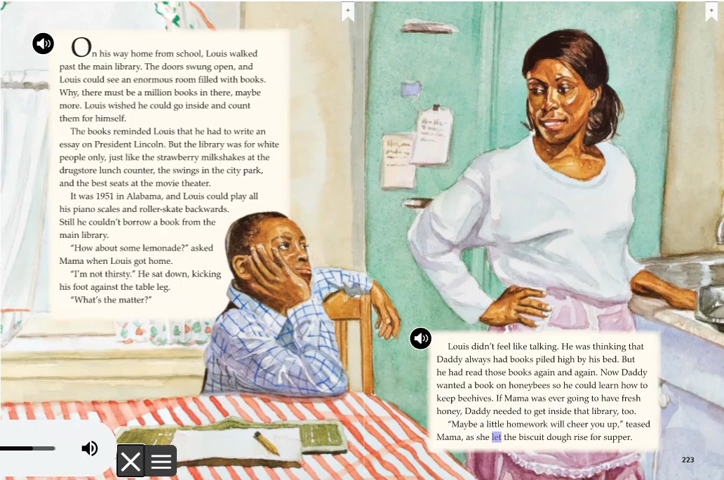 On his way home from school, Louis walked
past the main library. The doors swung open, and
Louis could see an enormous room filled with books.
Why, there must be a million books in there, maybe
more. Louis wished he could go inside and count
them for himself.
The books reminded Louis that he had to write an
essay on President Lincoln. But the library was for white
people only, just like the strawberry milkshakes at the
drugstore lunch counter, the swings in the city park,
and the best seats at the movie theater.
It was 1951 in Alabama, and Louis could play all
his piano scales and roller-skate backwards.
Still he couldn't borrow a book from the
main library.
"How about some lemonade?" asked
Mama when Louis got home.
"I'm not thirsty." He sat down, kicking
his foot against the table leg.
"What's the matter?"
Louis didn't feel like talking. He was thinking that
Daddy always had books piled high by his bed. But
he had read those books again and again. Now Daddy
wanted a book on honeybees so he could learn how to
keep beehives. If Mama was ever going to have fresh
honey, Daddy needed to get inside that library, too.
"Maybe a little homework will cheer you up," teased
Mama, as she let the biscuit dough rise for supper.
223